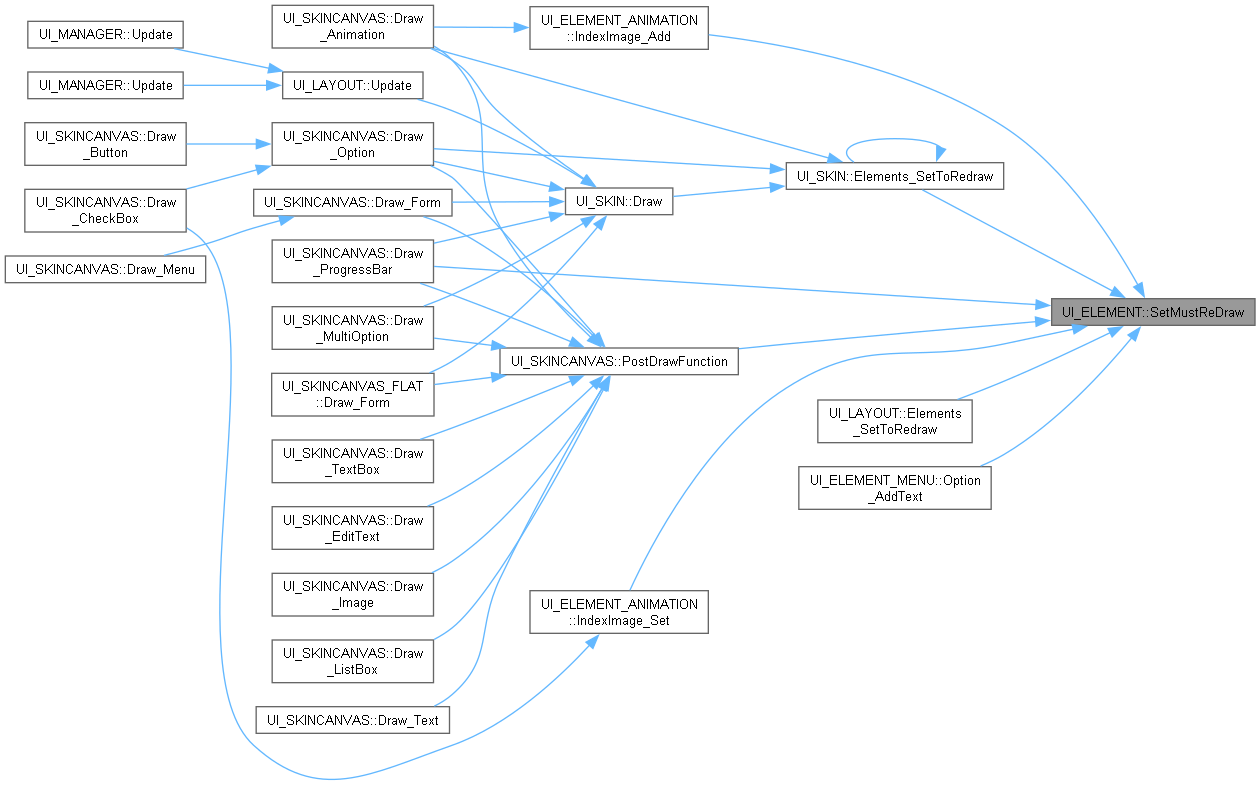 UI_SKINCANVAS::Draw
_Animation
UI_ELEMENT_ANIMATION
::IndexImage_Add
UI_MANAGER::Update
UI_MANAGER::Update
UI_LAYOUT::Update
UI_SKINCANVAS::Draw
_Button
UI_SKINCANVAS::Draw
_Option
UI_SKIN::Elements_SetToRedraw
UI_SKINCANVAS::Draw
_CheckBox
UI_SKINCANVAS::Draw_Form
UI_SKIN::Draw
UI_SKINCANVAS::Draw_Menu
UI_SKINCANVAS::Draw
_ProgressBar
UI_ELEMENT::SetMustReDraw
UI_SKINCANVAS::Draw
_MultiOption
UI_SKINCANVAS::PostDrawFunction
UI_SKINCANVAS_FLAT
::Draw_Form
UI_LAYOUT::Elements
_SetToRedraw
UI_SKINCANVAS::Draw
_TextBox
UI_ELEMENT_MENU::Option
_AddText
UI_SKINCANVAS::Draw
_EditText
UI_SKINCANVAS::Draw
_Image
UI_ELEMENT_ANIMATION
::IndexImage_Set
UI_SKINCANVAS::Draw
_ListBox
UI_SKINCANVAS::Draw_Text